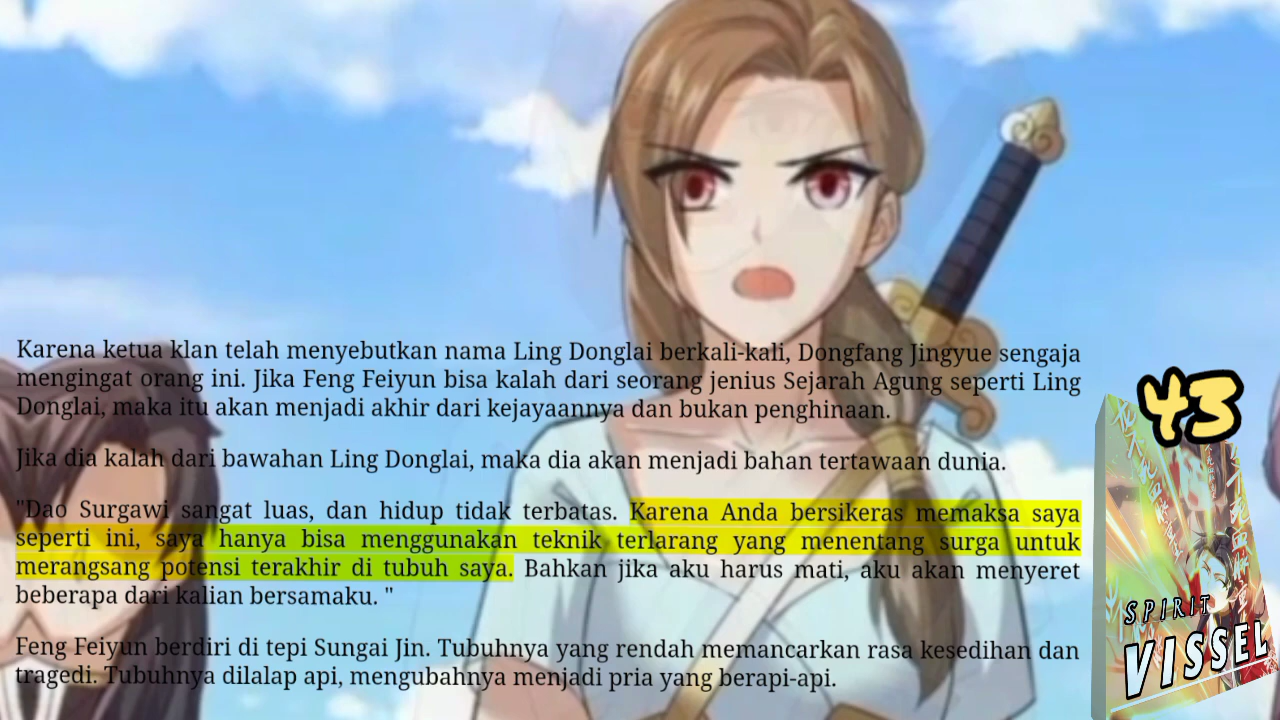 Karena ketua klan telah menyebutkan nama Ling Donglai berkali-kali, Dongfang Jingyue sengaja
mengingat orang ini. Jika Feng Feiyun bisa kalah dari seorang jenius Sejarah Agung seperti Ling
Donglai, maka itu akan menjadi akhir dari kejayaannya dan bukan penghinaan.
Jika dia kalah dari bawahan Ling Donglai, maka dia akan menjadi bahan tertawaan dunia.
"Dao Surgawi sangat luas, dan hidup tidak terbatas. Karena Anda bersikeras memaksa saya
seperti ini, saya hanya bisa menggunakan teknik terlarang yang menentang surga untuk
merangsang potensi terakhir di tubuh saya. Bahkan jika aku harus mati, aku akan menyeret
beberapa dari kalian bersamaku. "
Feng Feiyun berdiri di tepi Sungai Jin. Tubuhnya yang rendah memancarkan rasa kesedihan dan
tragedi. Tubuhnya dilalap api, mengubahnya menjadi pria yang berapi-api.
43
SPIRIT
VISSEL